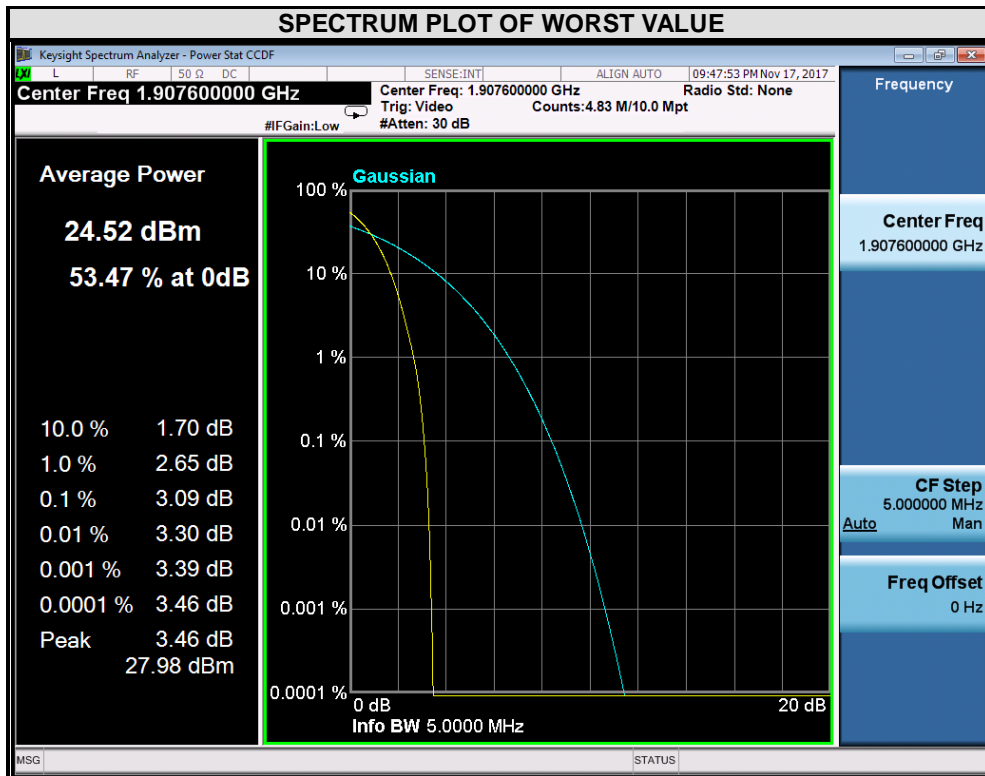 SPECTRUM PLOT OF WORST VALUE
Keysight Spectrum Analyzer - Power Stat CCDF
LXI L RF 50 Ω DC SENSE:INT ALIGN AUTO 09:47:53 PM Nov 17, 2017
Center Freq 1.907600000 GHz
Center Freq: 1.907600000 GHz Radio Std: None
Trig: Video Counts:4.83 M/10.0 Mpt
#IFGain:Low #Atten: 30 dB
Frequency
Average Power
24.52 dBm
53.47 % at 0dB
10.0 % 1.70 dB
1.0 % 2.65 dB
0.1 % 3.09 dB
0.01 % 3.30 dB
0.001 % 3.39 dB
0.0001 % 3.46 dB
Peak 3.46 dB
27.98 dBm
Gaussian
100 %
10 %
1 %
0.1 %
0.01 %
0.001 %
0.0001 %
0 dB 20 dB
Info BW 5.0000 MHz
Center Freq
1.907600000 GHz
CF Step
5.000000 MHz
Auto Man
Freq Offset
0 Hz
MSG STATUS